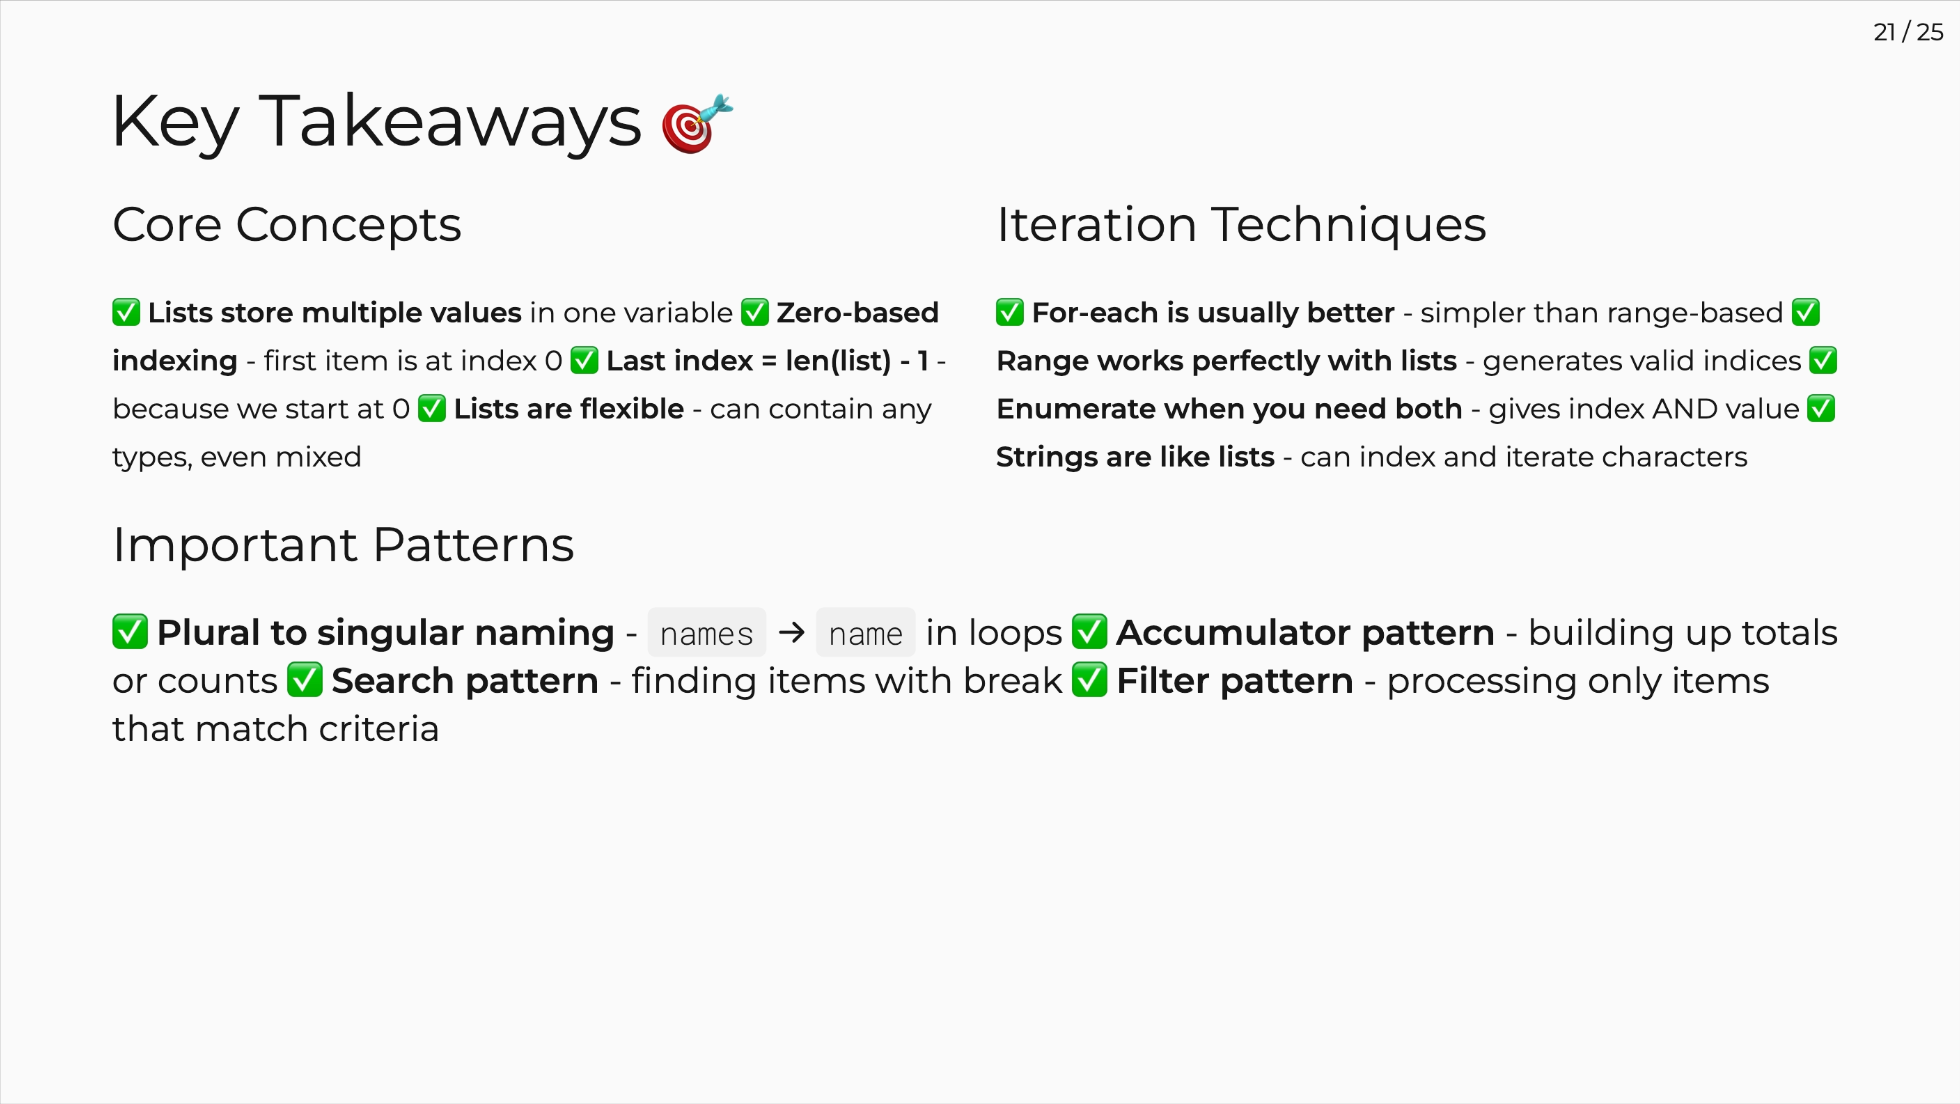 21 / 25
Key Takeaways 🎯
Core Concepts
✅ Lists store multiple values in one variable ✅ Zero-based
indexing - first item is at index 0 ✅ Last index = len(list) - 1 -
because we start at 0 ✅ Lists are flexible - can contain any
types, even mixed
Iteration Techniques
✅ For-each is usually better - simpler than range-based ✅
Range works perfectly with lists - generates valid indices ✅
Enumerate when you need both - gives index AND value ✅
Strings are like lists - can index and iterate characters
Important Patterns
✅ Plural to singular naming - names → name in loops ✅ Accumulator pattern - building up totals
or counts ✅ Search pattern - finding items with break ✅ Filter pattern - processing only items
that match criteria